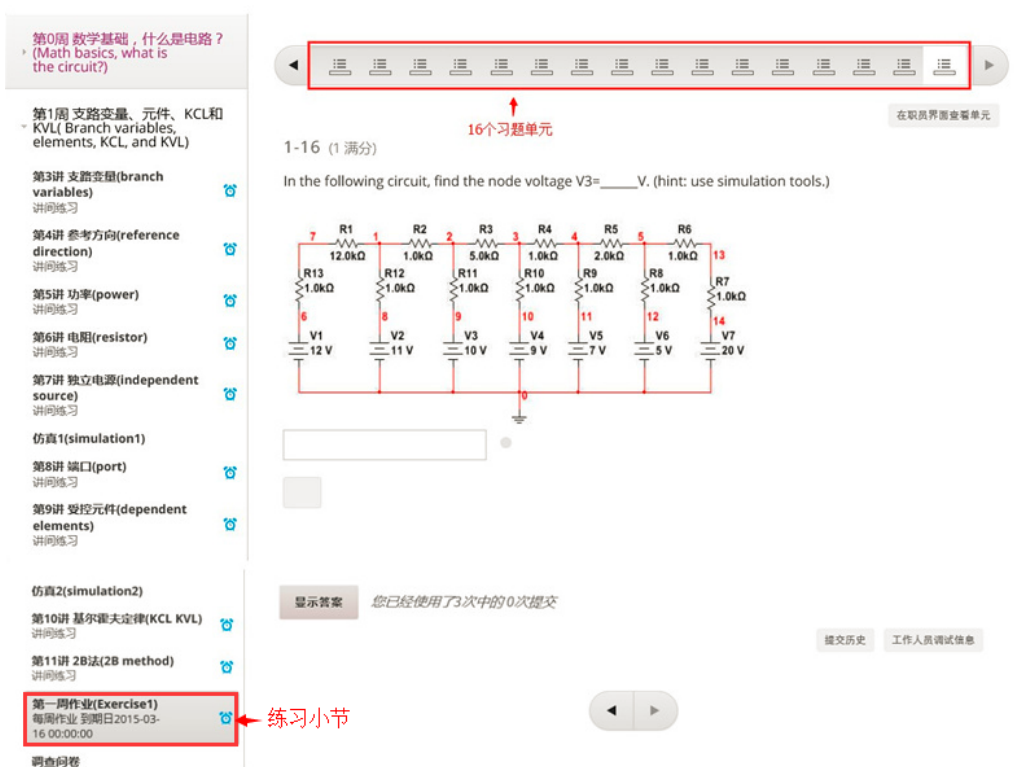 第0周 数学基础，什么是电路？
(Math basics, what is
the circuit?)
第1周 支路变量、元件、KCL和
KVL( Branch variables,
elements, KCL, and KVL)
第3讲 支路变量(branch
variables)
讲间练习
第4讲 参考方向(reference
direction)
讲间练习
第5讲 功率(power)
讲间练习
第6讲 电阻(resistor)
讲间练习
第7讲 独立电源(independent
source)
讲间练习
仿真1(simulation1)
第8讲 端口(port)
讲间练习
第9讲 受控元件(dependent
elements)
讲间练习
仿真2(simulation2)
第10讲 基尔霍夫定律(KCL KVL)
讲间练习
第11讲 2B法(2B method)
讲间练习
第一周作业(Exercise1)
每周作业 到期日2015-03-
16 00:00:00
调查问卷
练习小节
16个习题单元
在职员界面查看单元
1-16 (1 满分)
In the following circuit, find the node voltage V3=______V. (hint: use simulation tools.)
R1 R2 R3 R4 R5 R6
7 1 2 3 4 5
12.0kΩ 1.0kΩ 5.0kΩ 1.0kΩ 2.0kΩ 1.0kΩ 13
R13 R12 R11 R10 R9 R8 R7
1.0kΩ 1.0kΩ 1.0kΩ 1.0kΩ 1.0kΩ 1.0kΩ 1.0kΩ
6 8 9 10 11 12 14
V1 V2 V3 V4 V5 V6 V7
12 V 11 V 10 V 9 V 7 V 5 V 20 V
0
显示答案 您已经使用了3次中的 0次提交
提交历史 工作人员调试信息